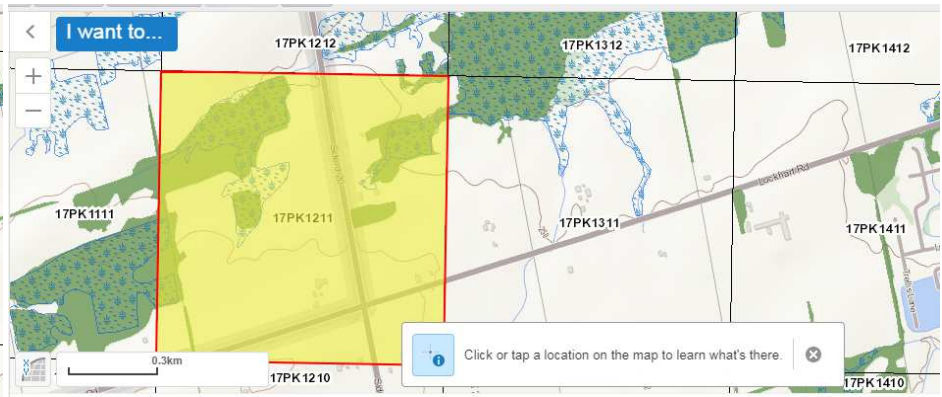 I want to...
17PK1212
17PK1312
17PK1412
Lockhart Rd
17PK1111
17PK1211
17PK1311
250
17PK1411
0.3km
Click or tap a location on the map to learn what's there.
17PK1210
17PK1410